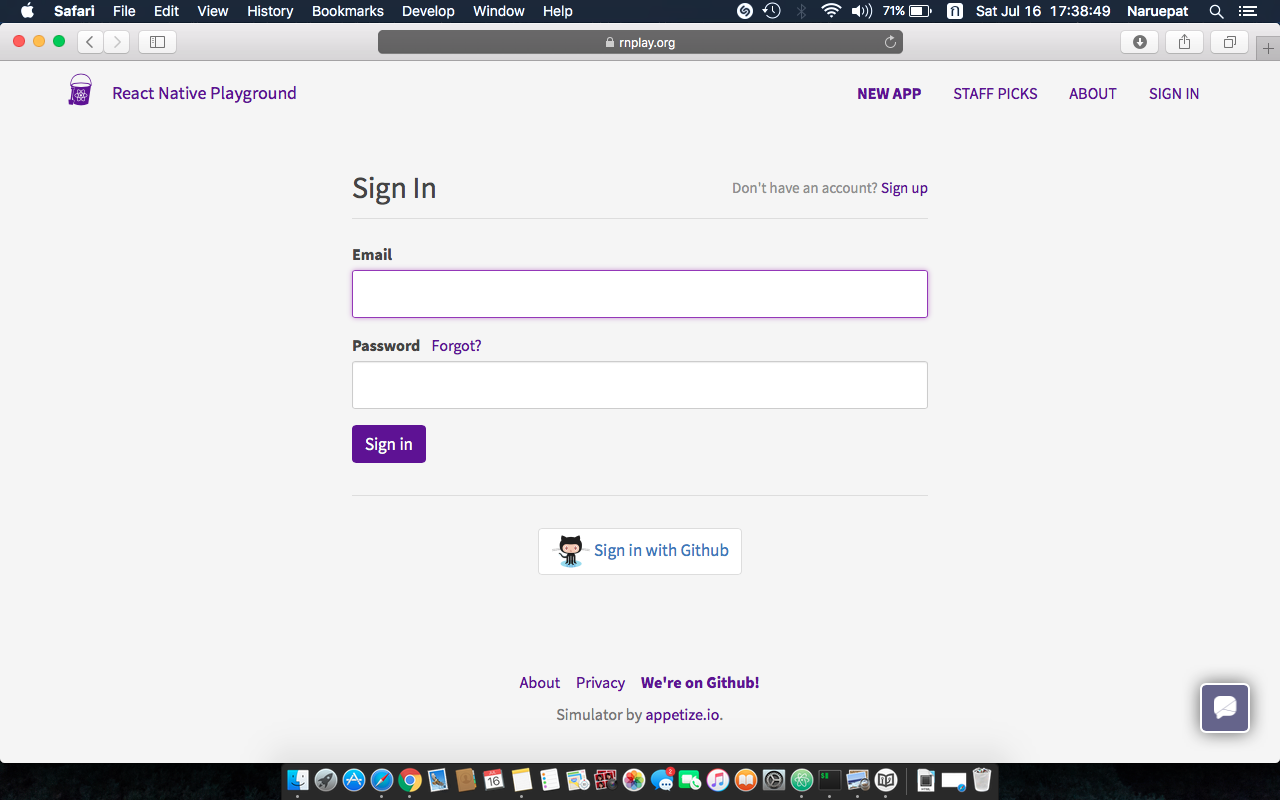 Safari File Edit View History Bookmarks Develop Window Help 71% ก Sat Jul 16 17:38:49 Naruepat
rnplay.org
React Native Playground NEW APP STAFF PICKS ABOUT SIGN IN
Sign In Don't have an account? Sign up
Email
Password Forgot?
Sign in
Sign in with Github
About Privacy We're on Github!
Simulator by appetize.io.
16